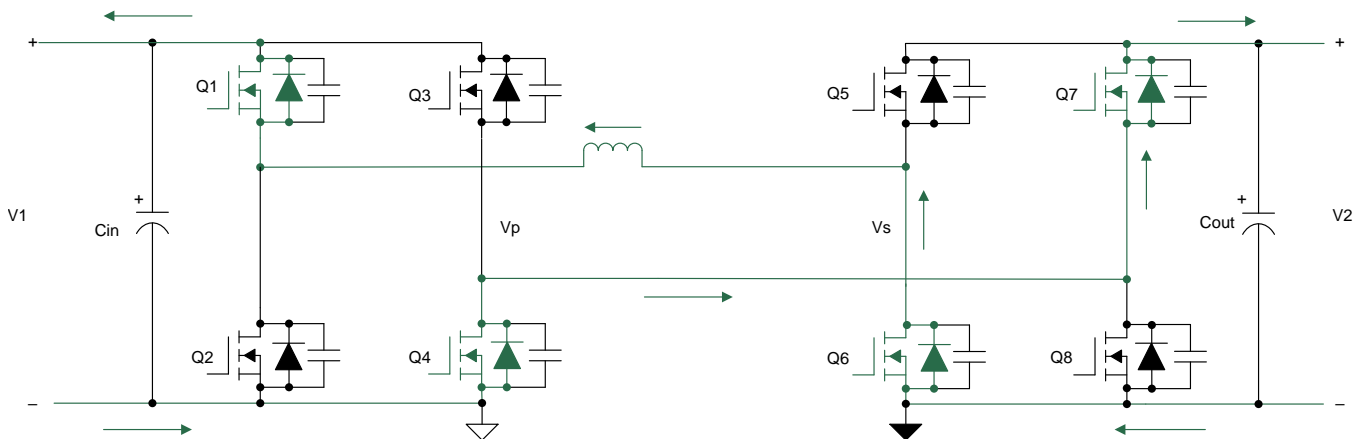 +
+
Q1
Q3
Q5
Q7
+
+
V1
Cin
Vp
Vs
Cout
V2
Q2
Q4
Q6
Q8
–
–